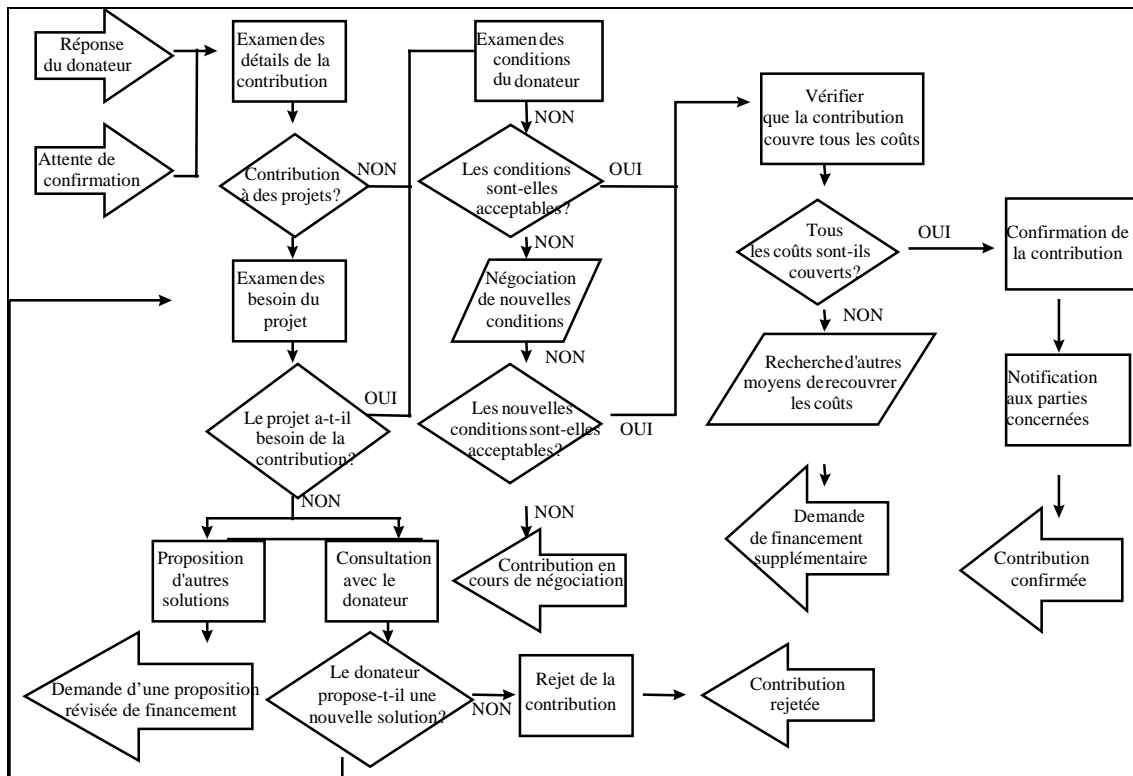 Réponse
du donateur
Attente de
confirmation
Examen des
détails de la
contribution
Contribution
à des projets?
NON
Examen des
besoin du
projet
Le projet a-t-il
besoin de la
contribution?
OUI
NON
Proposition
d'autres
solutions
Consultation
avec le
donateur
Demande d’une proposition
révisée de financement
Le donateur
propose-t-il une
nouvelle solution?
NON
Rejet de la
contribution
Contribution
rejetée
Examen des
conditions
du donateur
NON
Les conditions
sont-elles
acceptables?
OUI
NON
Négociation
de nouvelles
conditions
NON
Les nouvelles
conditions sont-elles
acceptables?
OUI
NON
Contribution en
cours de négociation
Vérifier
que la contribution
couvre tous les coûts
Tous
les coûts sont-ils
couverts?
OUI
NON
Recherche d'autres
moyens de recouvrer
les coûts
Demande
de financement
supplémentaire
Confirmation de
la contribution
Notification
aux parties
concernées
Contribution
confirmée